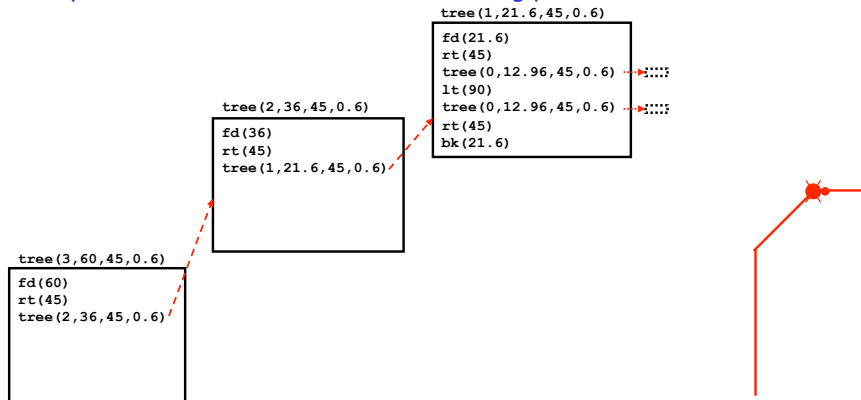 tree(1,21.6,45,0.6)
fd(21.6)
rt(45)
tree(0,12.96,45,0.6)
lt(90)
tree(0,12.96,45,0.6)
rt(45)
bk(21.6)
tree(2,36,45,0.6)
fd(36)
rt(45)
tree(1,21.6,45,0.6)
tree(3,60,45,0.6)
fd(60)
rt(45)
tree(2,36,45,0.6)